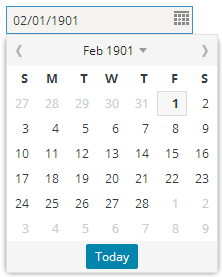 02/01/1901
Feb 1901
S M T W T F S
27 28 29 30 31 1 2
3 4 5 6 7 8 9
10 11 12 13 14 15 16
17 18 19 20 21 22 23
24 25 26 27 28 1 2
3 4 5 6 7 8 9
Today